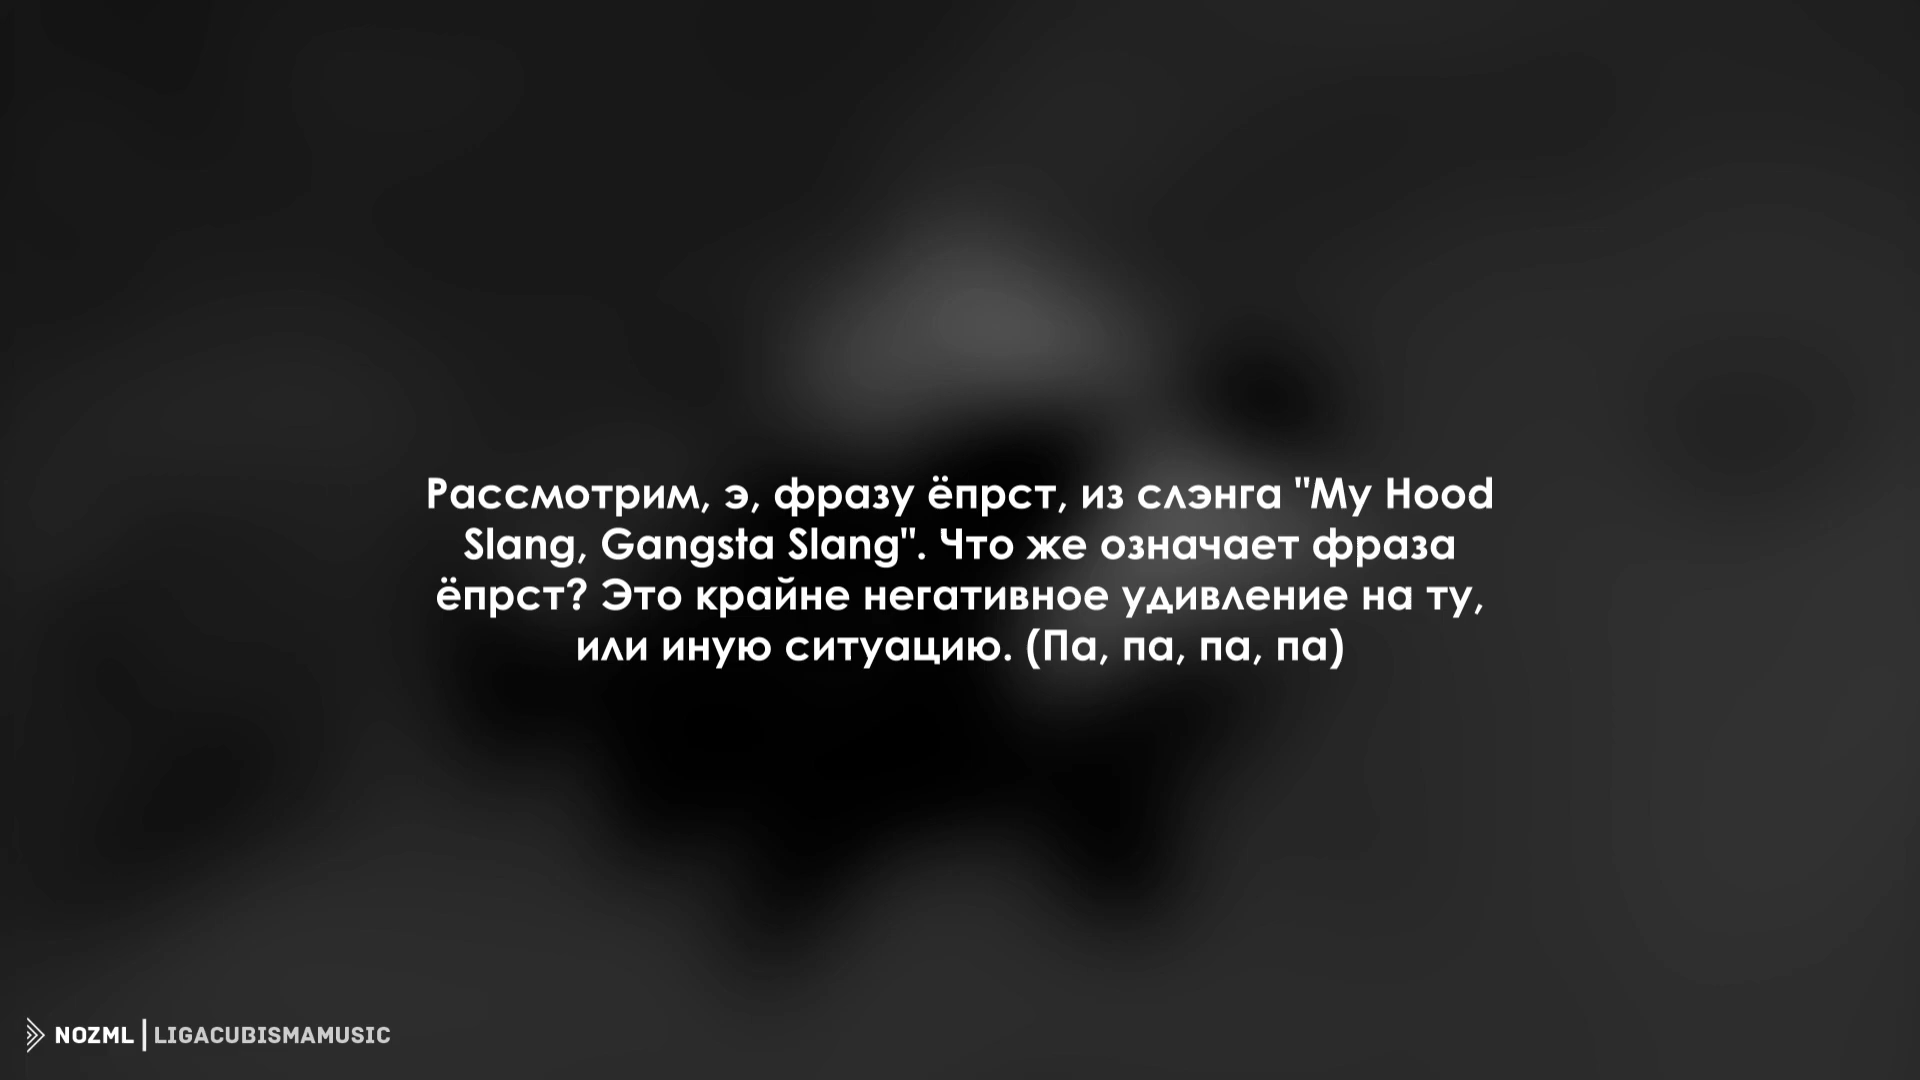 Рассмотрим, э, фразу ёпрст, из слэнга "My Hood
Slang, Gangsta Slang". Что же означает фраза
ёпрст? Это крайне негативное удивление на ту,
или иную ситуацию. (Па, па, па, па)
NOZML | LIGACUBISMAMUSIC